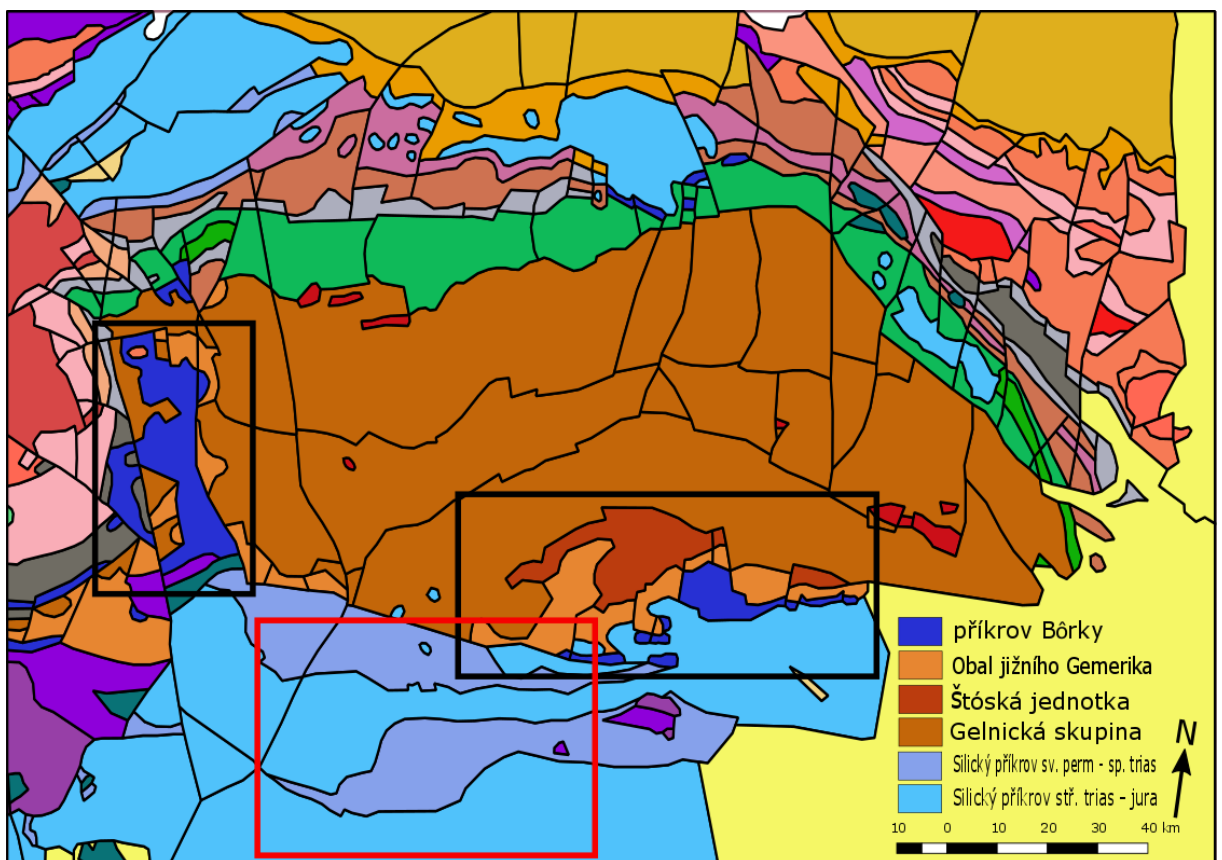 příkrov Bôrky
Obal jižního Gemerika
Štóská jednotka
Gelnická skupina
Silický příkrov sv. perm - sp. trias
Silický příkrov stř. trias - jura
N
10 0 10 20 30 40 km